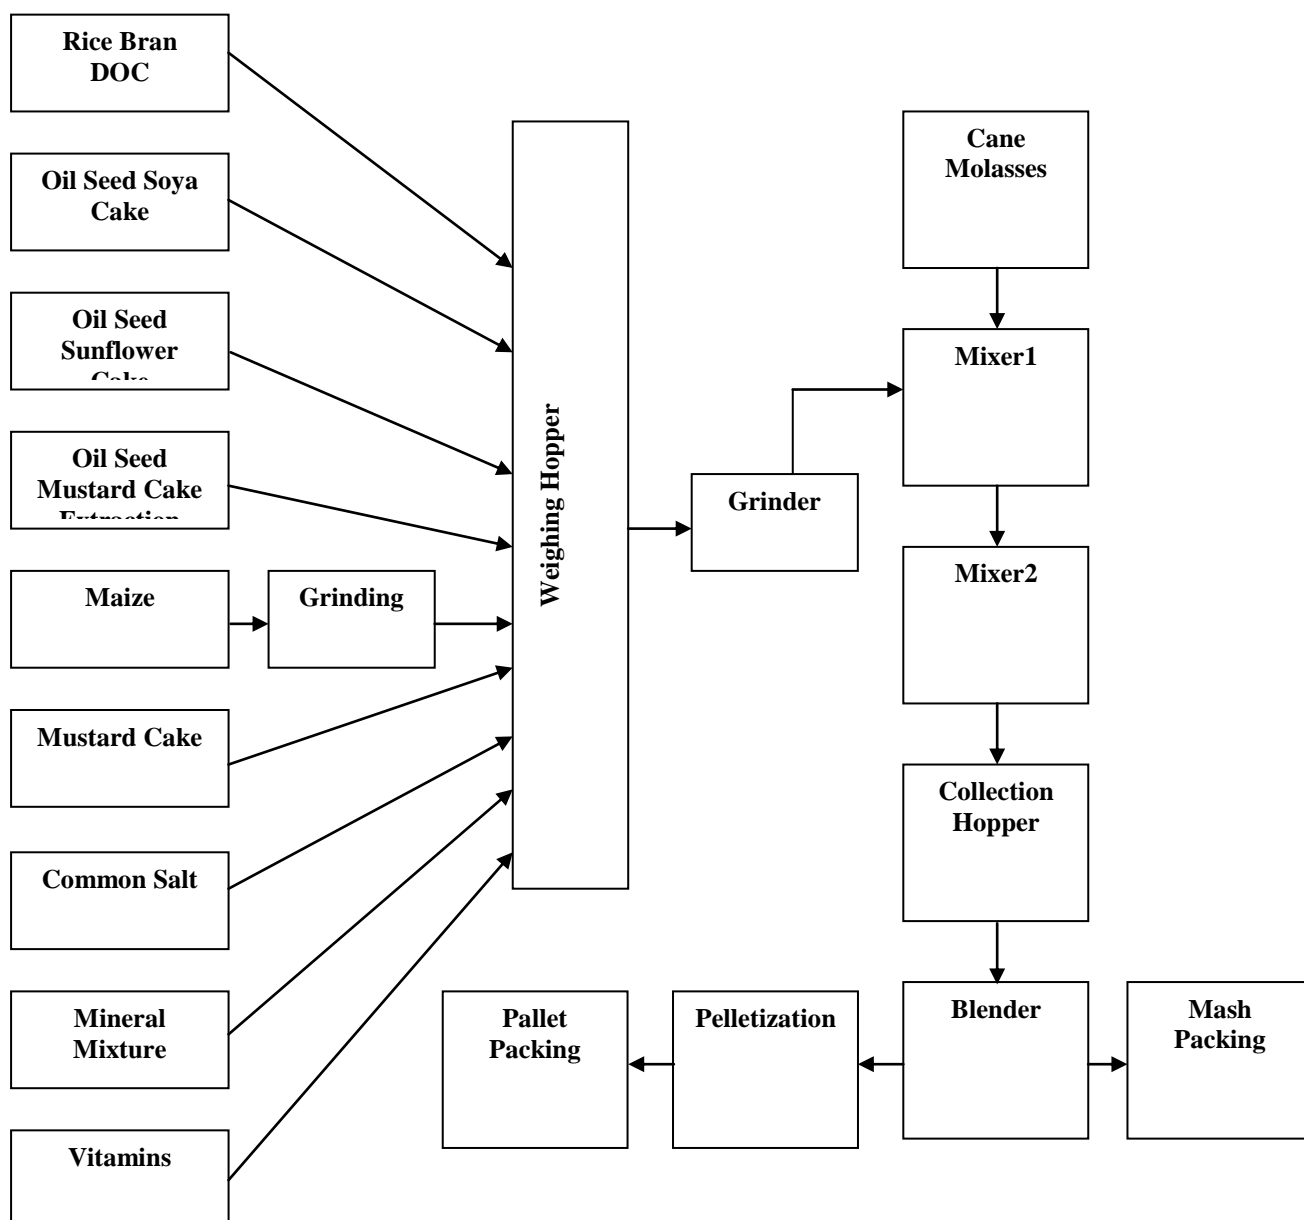 Rice Bran
DOC
Oil Seed Soya
Cake
Oil Seed
Sunflower
Cake
Oil Seed
Mustard Cake
Extraction
Maize
Grinding
Mustard Cake
Common Salt
Mineral
Mixture
Vitamins
Weighing Hopper
Grinder
Cane
Molasses
Mixer1
Mixer2
Collection
Hopper
Blender
Mash
Packing
Pelletization
Pallet
Packing